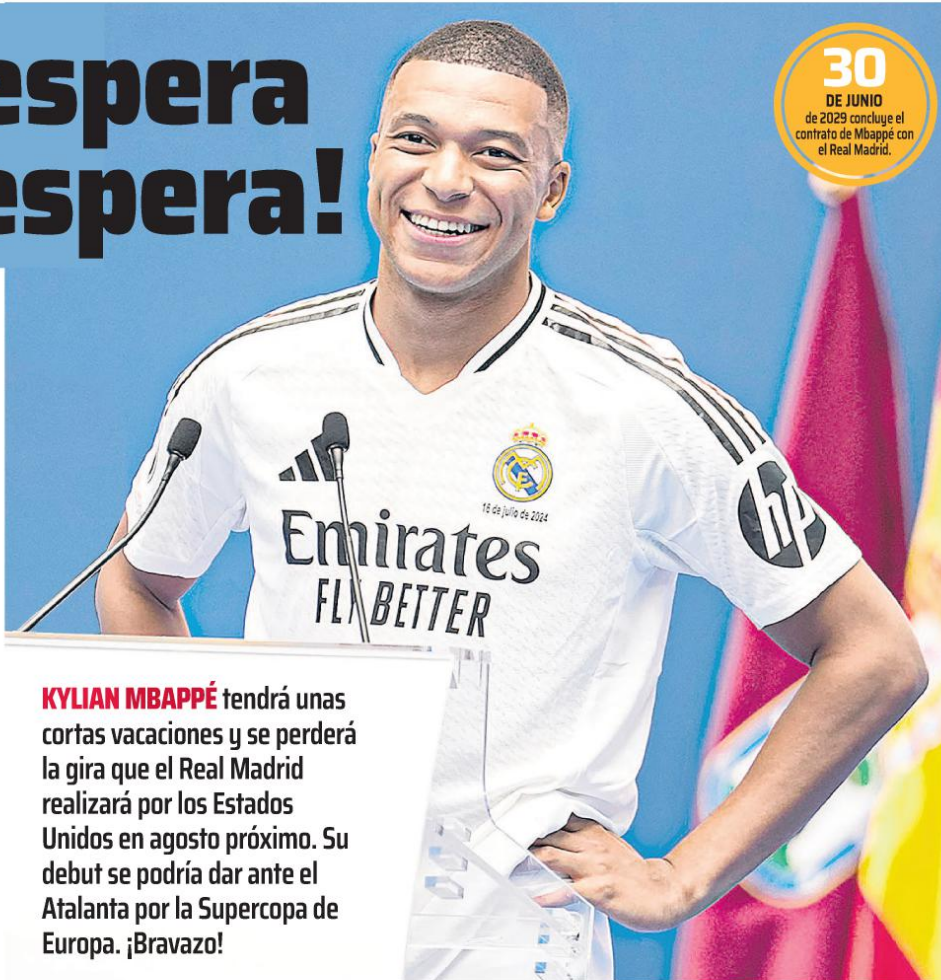 espera
espera!
30
DE JUNIO
de 2029 concluye el
contrato de Mbappé con
el Real Madrid.
16 de julio de 2024
Emirates
FLY BETTER
hp
KYLIAN MBAPPÉ tendrá unas
cortas vacaciones y se perderá
la gira que el Real Madrid
realizará por los Estados
Unidos en agosto próximo. Su
debut se podría dar ante el
Atalanta por la Supercopa de
Europa. ¡Bravazo!